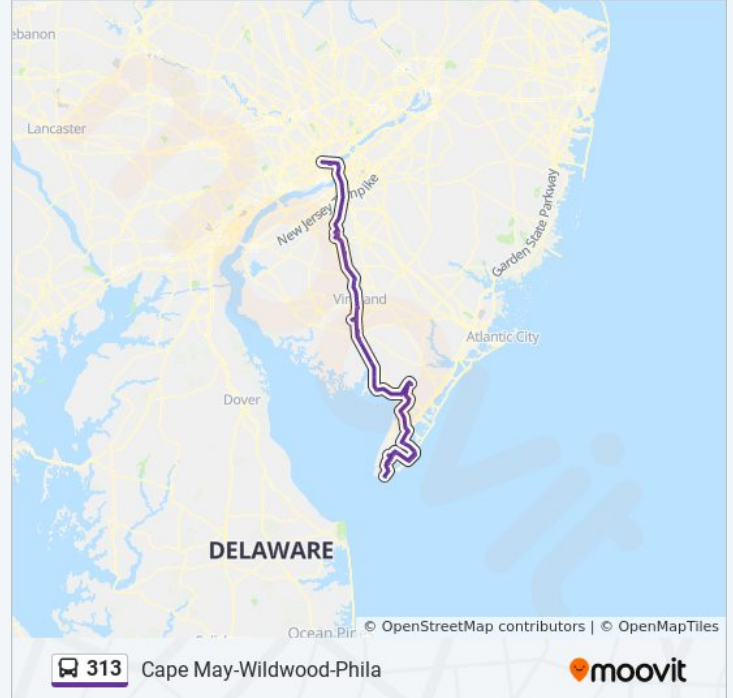 ebanon
Lancaster
New Jersey Turnpike
Garden State Parkway
Vineland
Atlantic City
Dover
DELAWARE
Ocean Pin
© OpenStreetMap contributors | © OpenMapTiles
313 Cape May-Wildwood-Phila
moovit